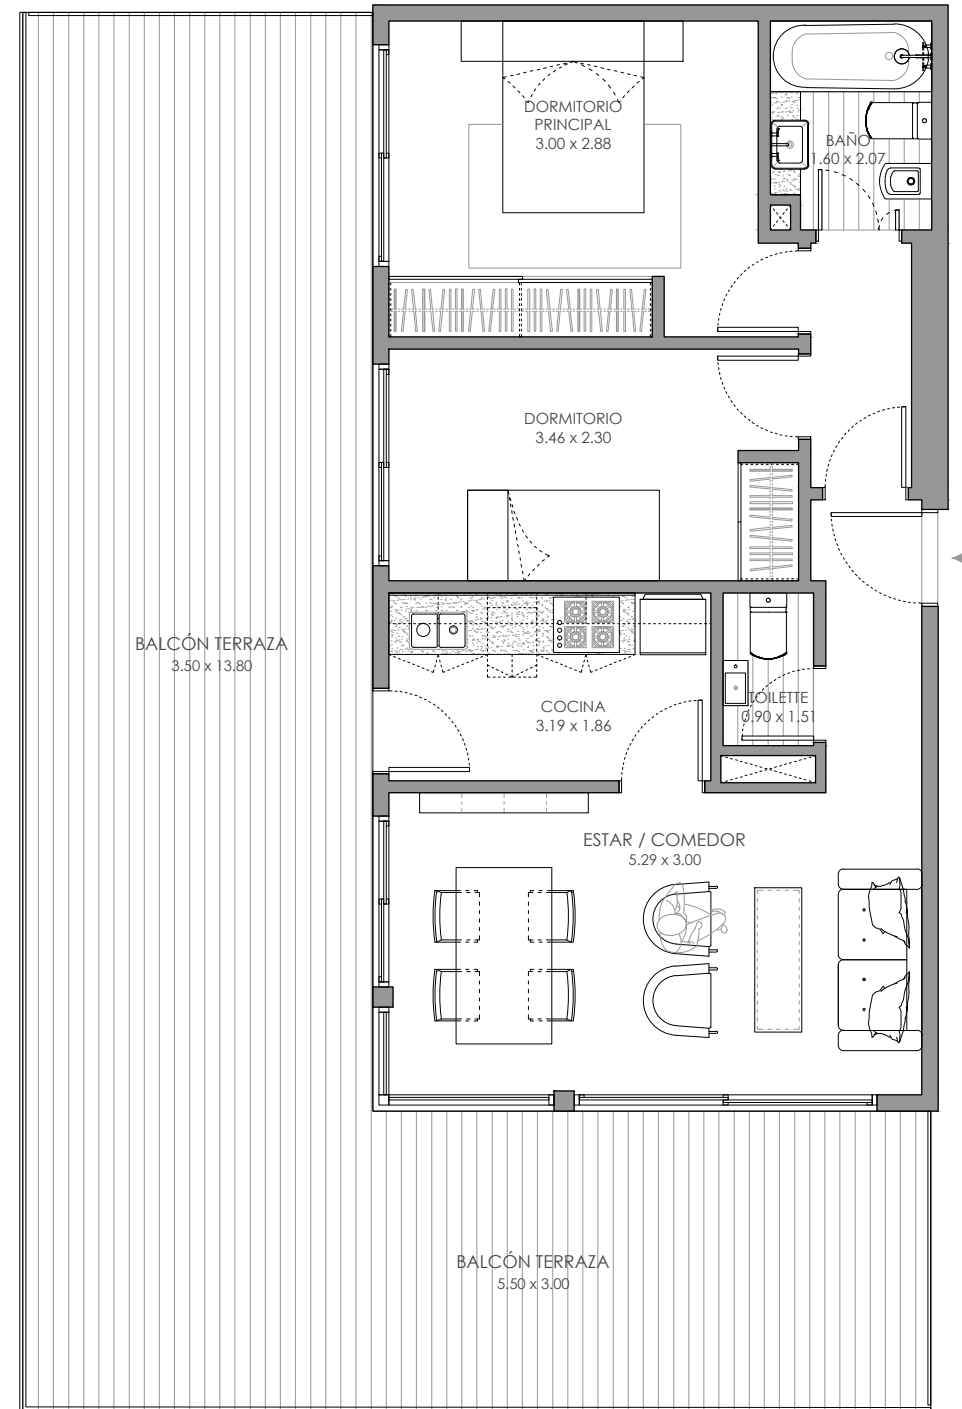 DORMITORIO
PRINCIPAL
3.00 x 2.88
BAÑO
1.60 x 2.07
DORMITORIO
3.46 x 2.30
BALCÓN TERRAZA
3.50 x 13.80
COCINA
3.19 x 1.86
TOILETTE
0.90 x 1.51
ESTAR / COMEDOR
5.29 x 3.00
BALCÓN TERRAZA
5.50 x 3.00